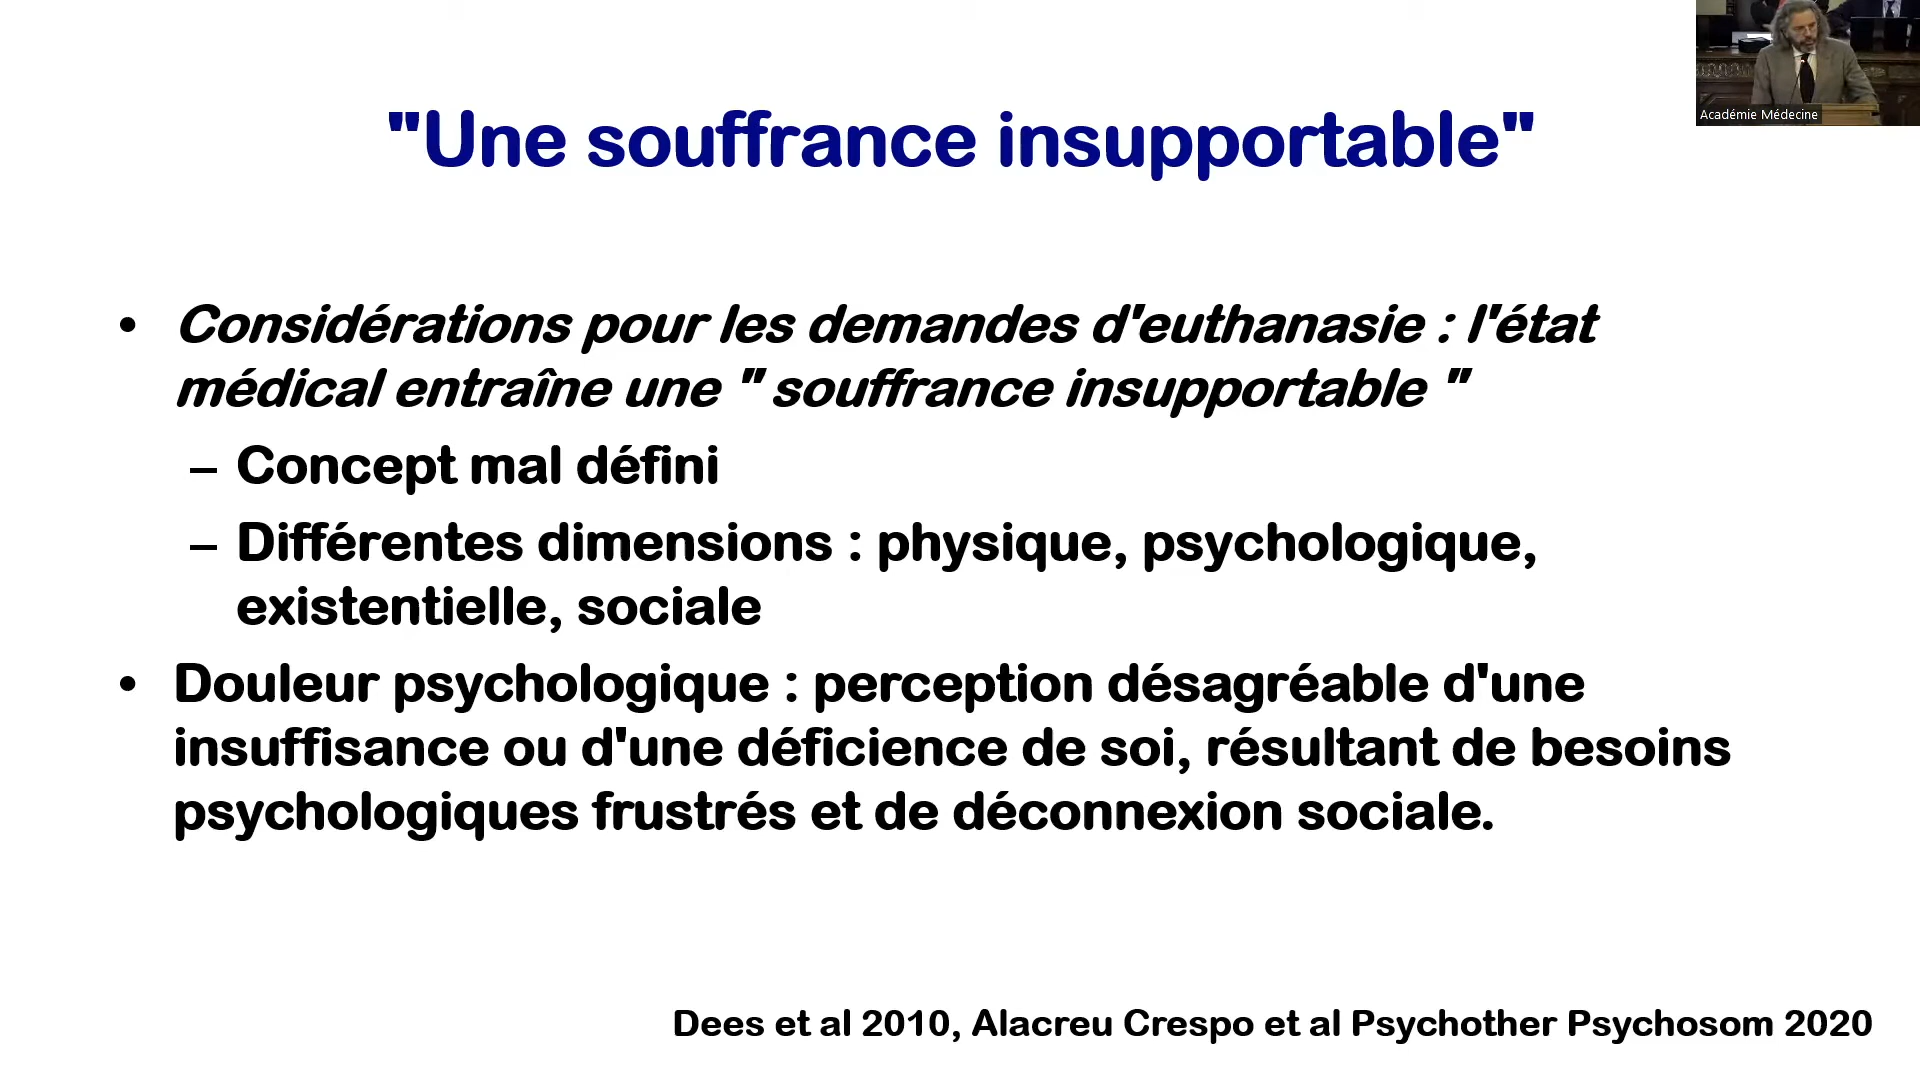 Académie Médecine
"Une souffrance insupportable"
• Considérations pour les demandes d'euthanasie : l'état
médical entraîne une " souffrance insupportable "
– Concept mal défini
– Différentes dimensions : physique, psychologique,
existentielle, sociale
• Douleur psychologique : perception désagréable d'une
insuffisance ou d'une déficience de soi, résultant de besoins
psychologiques frustrés et de déconnexion sociale.
Dees et al 2010, Alacreu Crespo et al Psychother Psychosom 2020